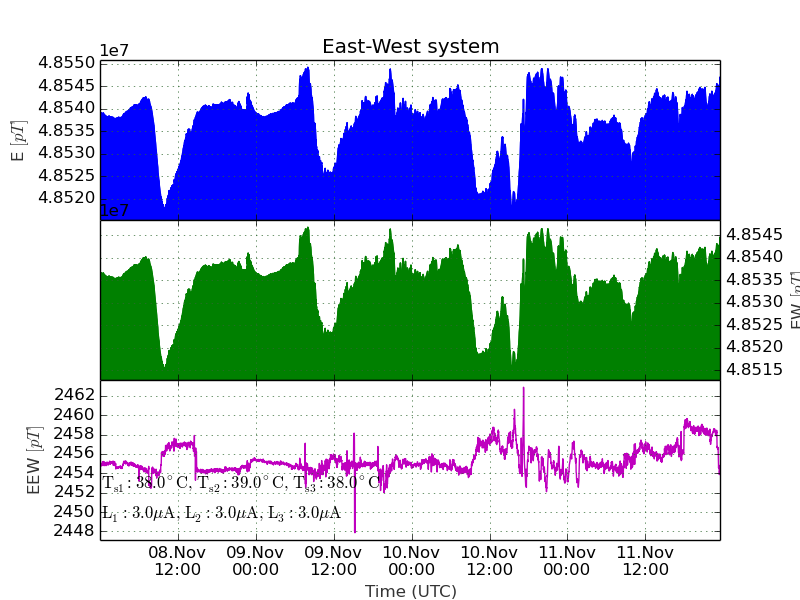 East-West system
1e7
4.8550
4.8545
4.8540
4.8535
4.8530
4.8525
4.8520
E [pT]
1e7
4.8545
4.8540
4.8535
4.8530
4.8525
4.8520
4.8515
EW [pT]
2462
2460
2458
2456
2454
2452
2450
2448
EEW [pT]
T_s1 : 38.0°C, T_s2 : 39.0°C, T_s3 : 38.0°C
L_1 : 3.0μA, L_2 : 3.0μA, L_3 : 3.0μA
08.Nov 09.Nov 09.Nov 10.Nov 10.Nov 11.Nov 11.Nov
12:00 00:00 12:00 00:00 12:00 00:00 12:00
Time (UTC)